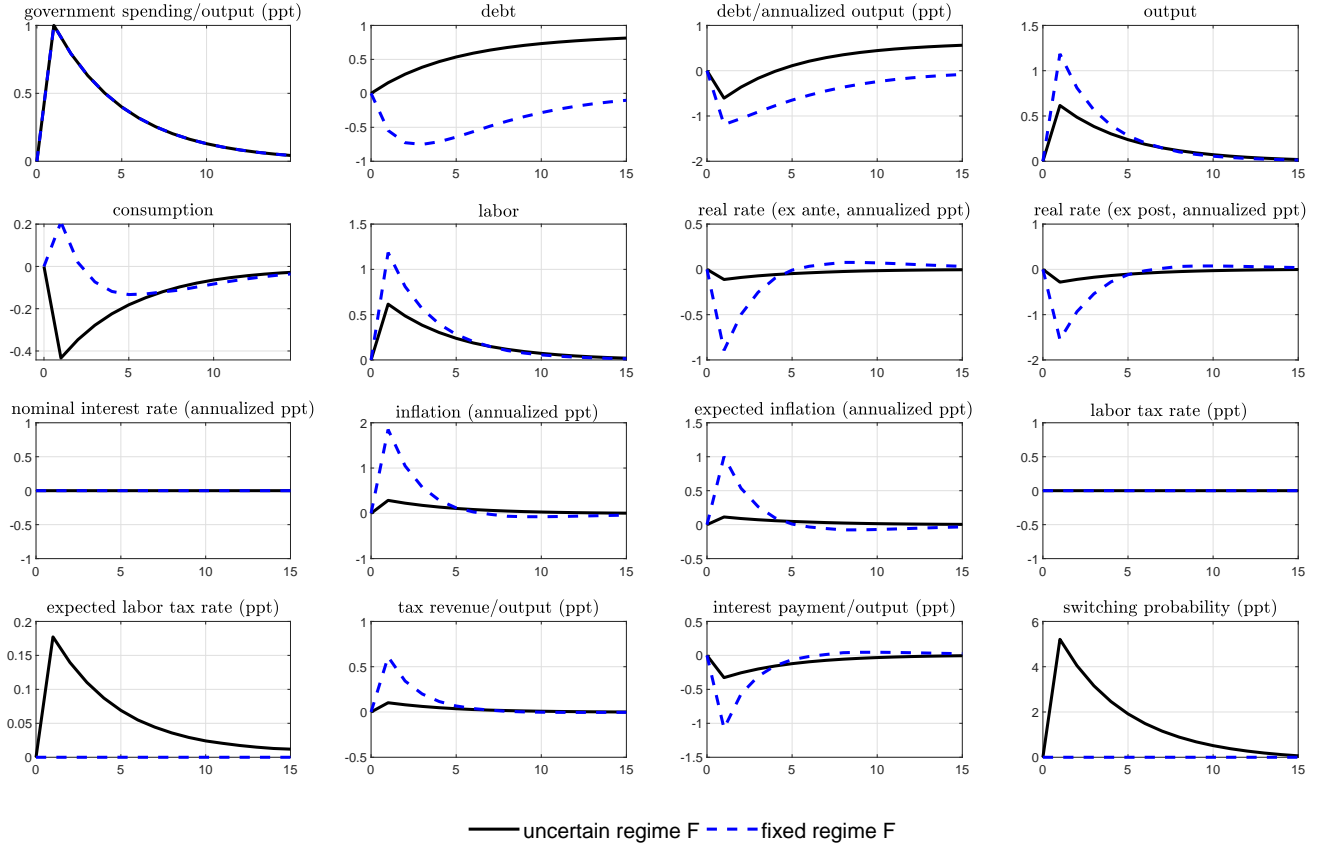 government spending/output (ppt)
debt
debt/annualized output (ppt)
output
1
0.5
0
0 5 10
1
0.5
0
-0.5
-1
0 5 10 15
1
0
-1
-2
0 5 10 15
1.5
1
0.5
0
0 5 10 15
consumption
labor
real rate (ex ante, annualized ppt)
real rate (ex post, annualized ppt)
0.2
0
-0.2
-0.4
0 5 10
1.5
1
0.5
0
0 5 10 15
0.5
0
-0.5
-1
0 5 10 15
1
0
-1
-2
0 5 10 15
nominal interest rate (annualized ppt)
inflation (annualized ppt)
expected inflation (annualized ppt)
labor tax rate (ppt)
1
0.5
0
-0.5
-1
0 5 10 15
2
1
0
-1
0 5 10 15
1.5
1
0.5
0
-0.5
0 5 10 15
1
0.5
0
-0.5
-1
0 5 10 15
expected labor tax rate (ppt)
tax revenue/output (ppt)
interest payment/output (ppt)
switching probability (ppt)
0.2
0.15
0.1
0.05
0
0 5 10 15
1
0.5
0
-0.5
0 5 10 15
0.5
0
-0.5
-1
-1.5
0 5 10 15
6
4
2
0
0 5 10 15
uncertain regime F fixed regime F